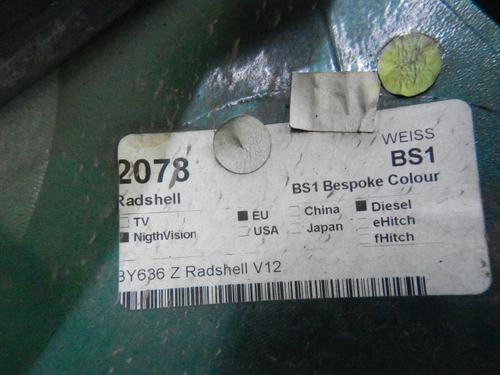 WEISS
2078 BS1
Radshell BS1 Bespoke Colour
TV EU China Diesel
NigthVision USA Japan eHitch
fHitch
BY636 Z Radshell V12